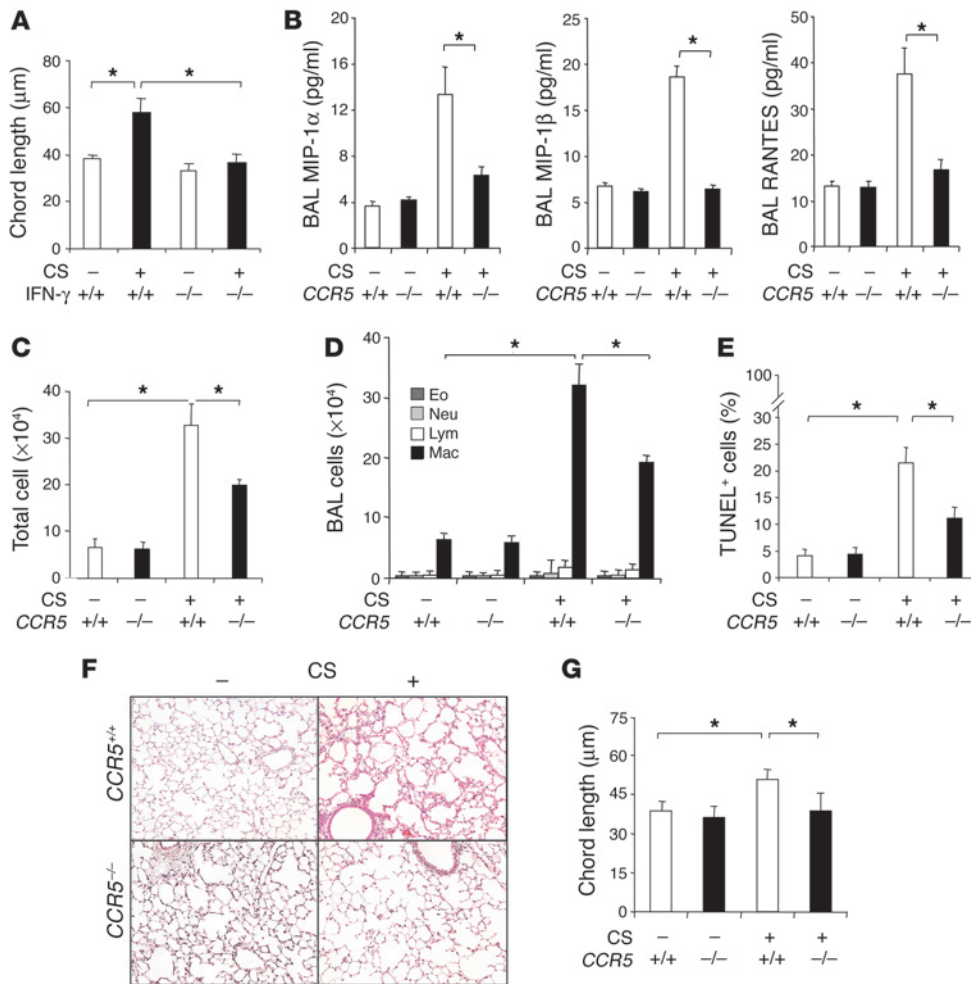 A
Chord length (μm)
80
60
40
20
0
* *
CS – + – +
IFN-γ +/+ +/+ –/– –/–
B
BAL MIP-1α (pg/ml)
16
12
8
4
0
*
CS – – + +
CCR5 +/+ –/– +/+ –/–
BAL MIP-1β (pg/ml)
25
20
15
10
5
0
*
CS – – + +
CCR5 +/+ –/– +/+ –/–
BAL RANTES (pg/ml)
50
40
30
20
10
0
*
CS – – + +
CCR5 +/+ –/– +/+ –/–
C
Total cell (×10⁴)
40
30
20
10
0
* *
CS – – + +
CCR5 +/+ –/– +/+ –/–
D
BAL cells (×10⁴)
40
30
20
10
0
* *
Eo
Neu
Lym
Mac
CS – – + +
CCR5 +/+ –/– +/+ –/–
E
TUNEL⁺ cells (%)
100
30
25
20
15
10
5
0
* *
CS – – + +
CCR5 +/+ –/– +/+ –/–
F
CS
– +
CCR5+/+
CCR5–/–
G
Chord length (μm)
75
60
45
30
15
0
* *
CS – – + +
CCR5 +/+ –/– +/+ –/–